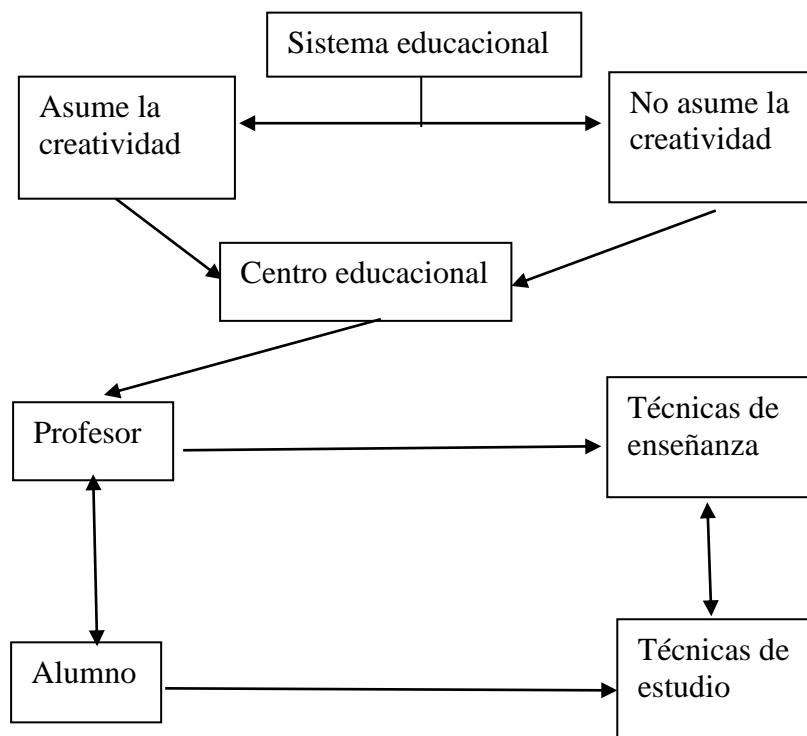 Sistema educacional
Asume la
creatividad
No asume la
creatividad
Centro educacional
Profesor
Técnicas de
enseñanza
Alumno
Técnicas de
estudio